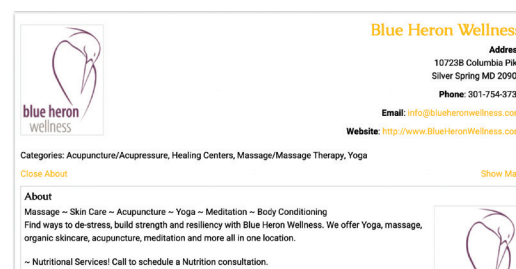 Blue Heron Wellness
Address
10723B Columbia Pik
Silver Spring MD 2090
Phone: 301-754-373
blue heron
wellness
Email: info@blueheronwellness.com
Website: http://www.BlueHeronWellness.com
Categories: Acupuncture/Acupressure, Healing Centers, Massage/Massage Therapy, Yoga
Close About
Show Ma
About
Massage ~ Skin Care ~ Acupuncture ~ Yoga ~ Meditation ~ Body Conditioning
Find ways to de-stress, build strength and resiliency with Blue Heron Wellness. We offer Yoga, massage,
organic skincare, acupuncture, meditation and more all in one location.
~ Nutritional Services! Call to schedule a Nutrition consultation.